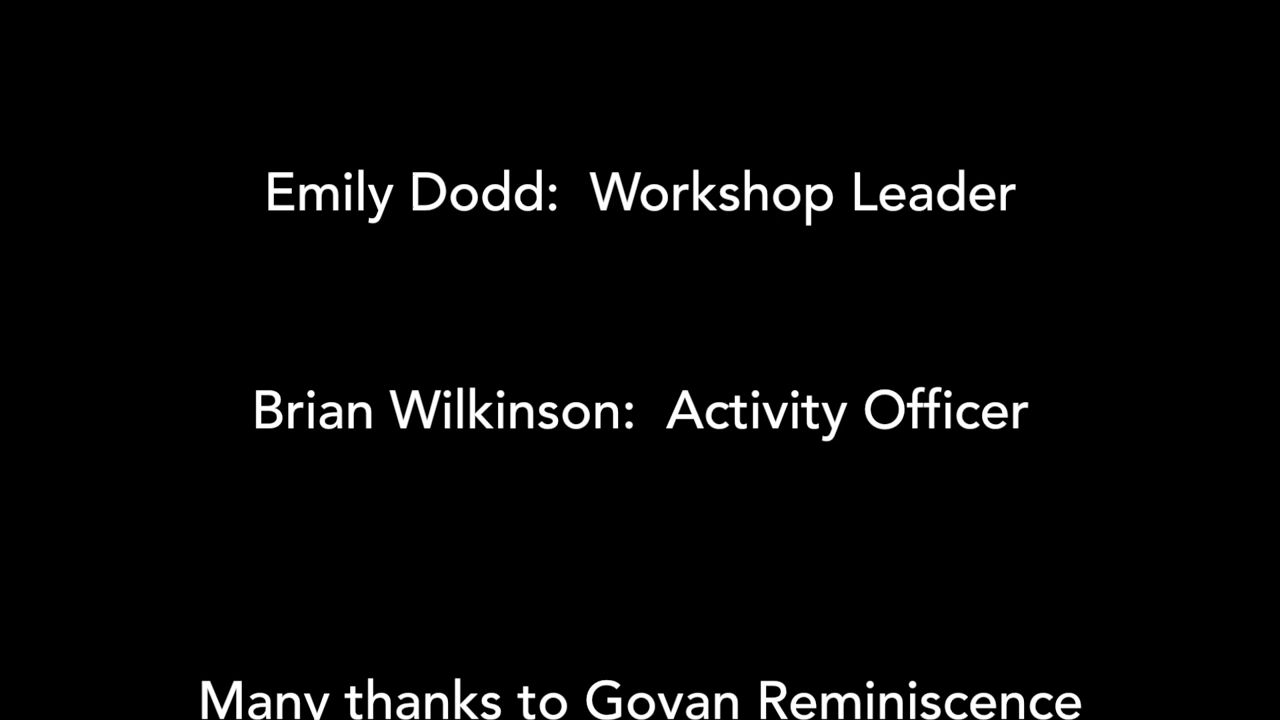 Emily Dodd:  Workshop Leader
Brian Wilkinson:  Activity Officer
Many thanks to Govan Reminiscence